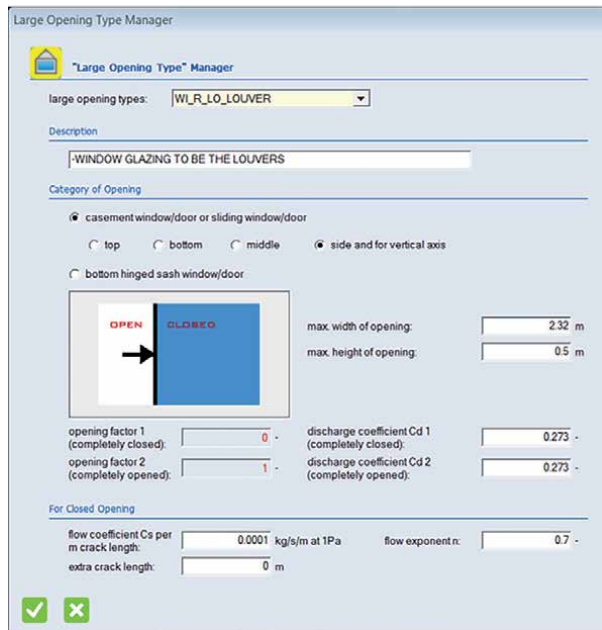 Large Opening Type Manager
"Large Opening Type" Manager
large opening types: WI_R_LO_LOUVER
Description
-WINDOW GLAZING TO BE THE LOUVERS
Category of Opening
casement window/door or sliding window/door
top bottom middle side and for vertical axis
bottom hinged sash window/door
OPEN CLOSED
max. width of opening: 2.32 m
max. height of opening: 0.5 m
opening factor 1 (completely closed): 0 - discharge coefficient Cd 1 (completely closed): 0.273 -
opening factor 2 (completely opened): 1 - discharge coefficient Cd 2 (completely opened): 0.273 -
For Closed Opening
flow coefficient Cs per m crack length: 0.0001 kg/s/m at 1Pa flow exponent n: 0.7 -
extra crack length: 0 m